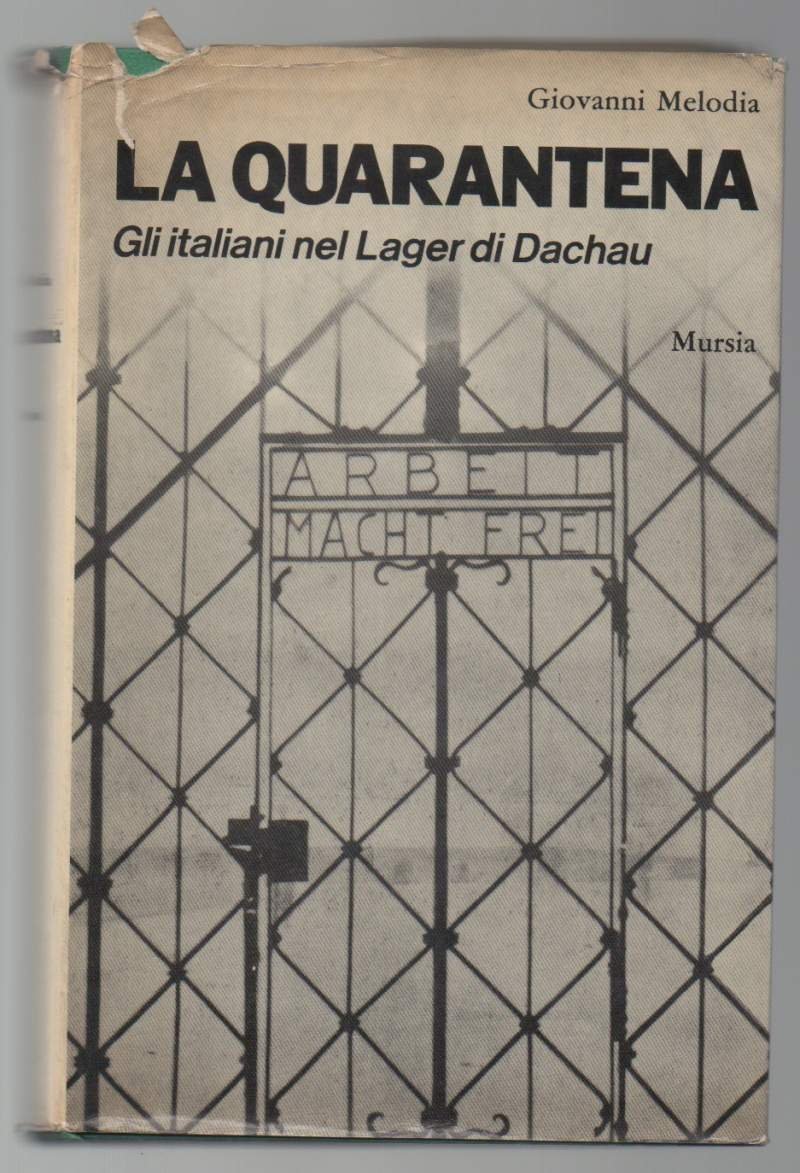 Giovanni Melodia
LA QUARANTENA
Gli italiani nel Lager di Dachau
Mursia
ARBEIT
MACHT FREI